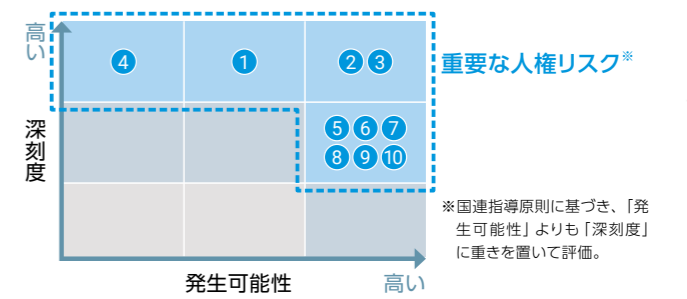 高い
④ ① ② ③
重要な人権リスク※
深刻度
⑤ ⑥ ⑦
⑧ ⑨ ⑩
※国連指導原則に基づき、「発
生可能性」よりも「深刻度」
に重きを置いて評価。
発生可能性 高い